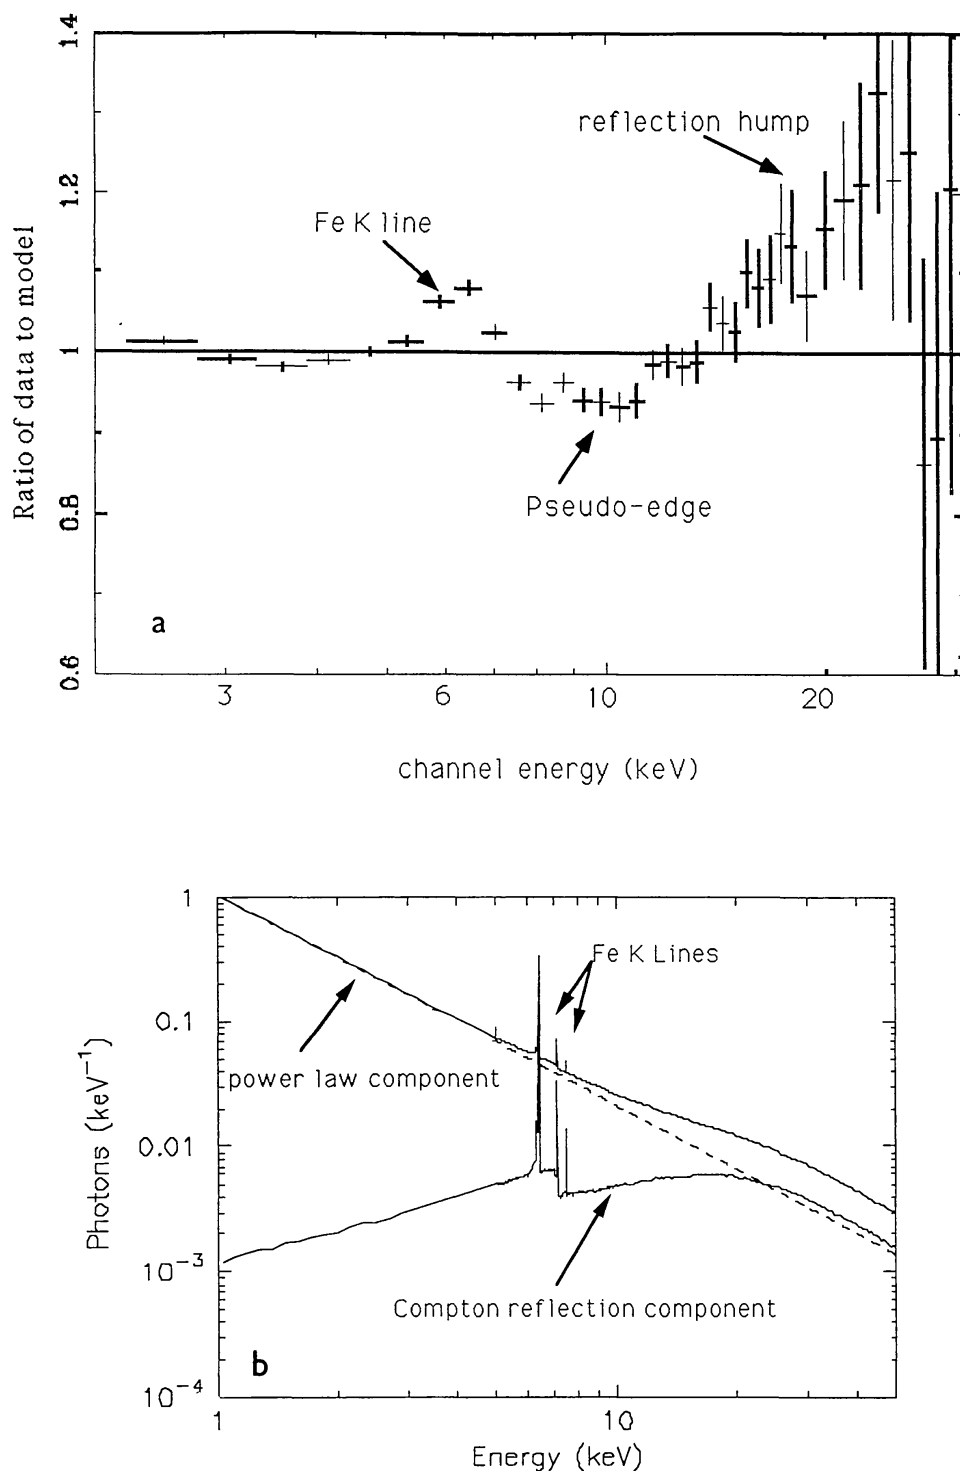 1.4
reflection hump
1.2
Fe K line
Ratio of data to model
1
0.8
Pseudo-edge
a
0.6
3
6
10
20
channel energy (keV)
1
Fe K Lines
0.1
power law component
Photons (keV⁻¹)
0.01
10⁻³
Compton reflection component
b
10⁻⁴
1
10
Energy (keV)